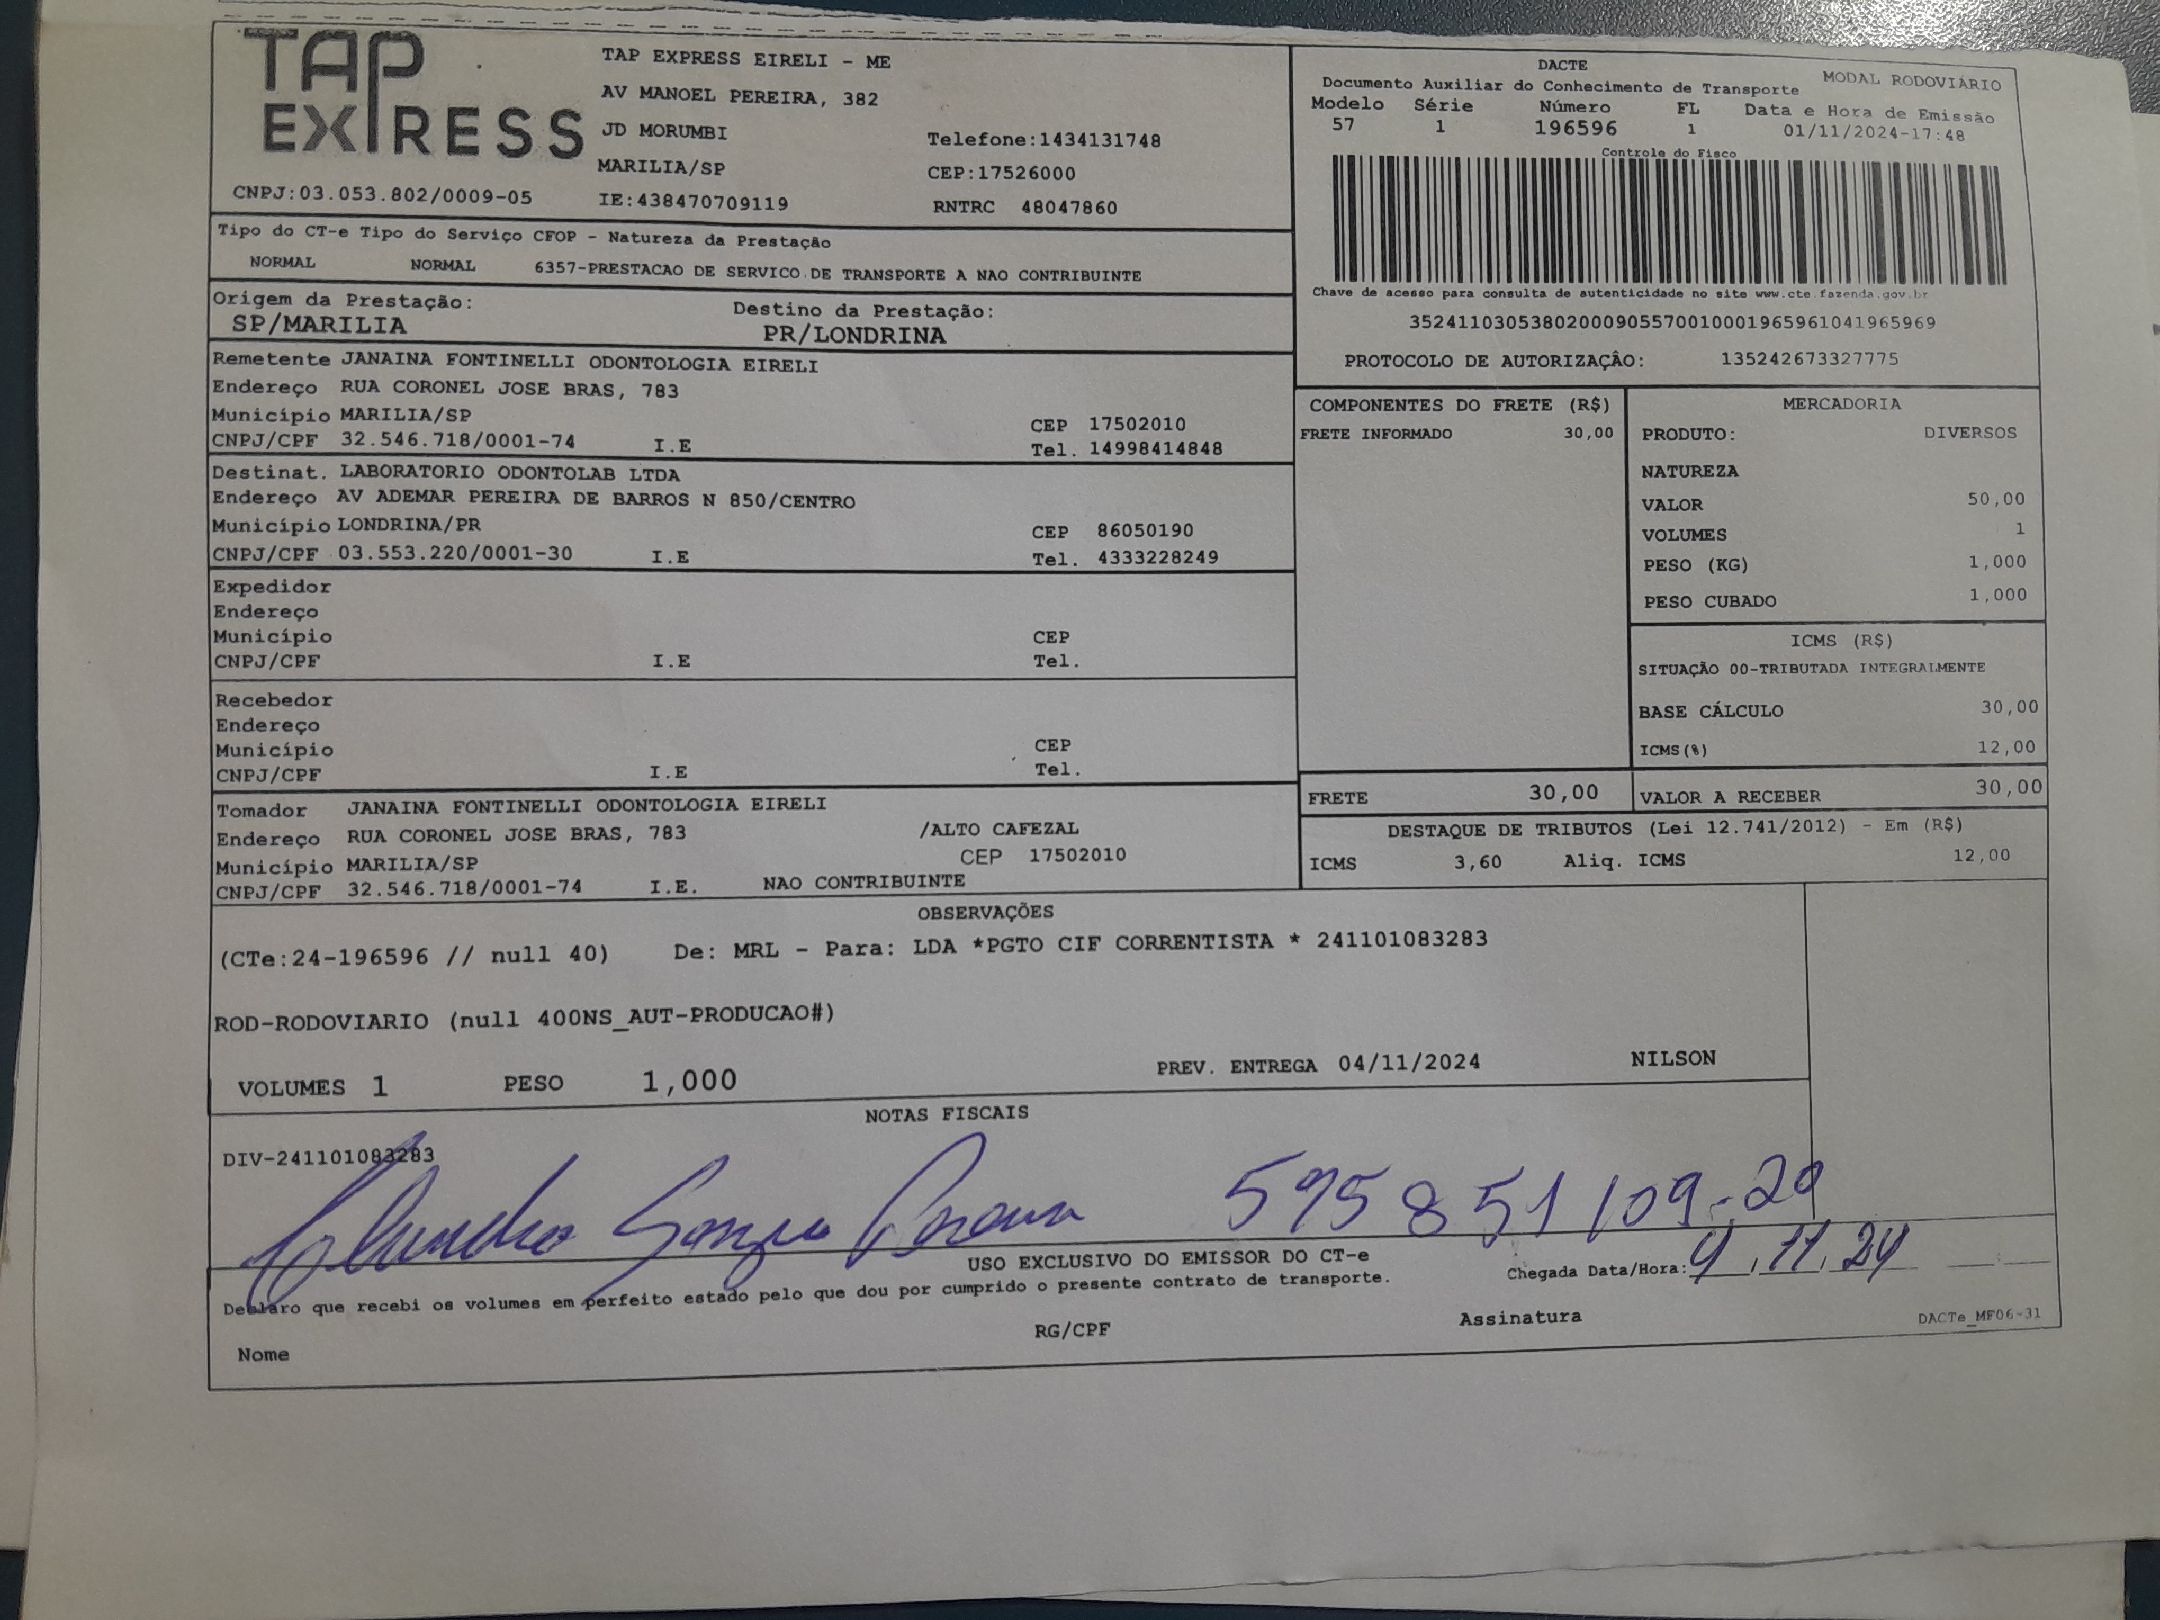 TAP
EXPRESS
CNPJ:03.053.802/0009-05
TAP EXPRESS EIRELI - ME
AV MANOEL PEREIRA, 382
JD MORUMBI
Telefone:1434131748
MARILIA/SP
CEP:17526000
IE:438470709119
RNTRC 48047860
DACTE
MODAL RODOVIÁRIO
Documento Auxiliar do Conhecimento de Transporte
Modelo Série Número FL Data e Hora de Emissão
57 1 196596 1 01/11/2024-17:48
Controle do Fisco
Chave de acesso para consulta de autenticidade no site www.cte.fazenda.gov.br
35241103053802000905570010001965961041965969
PROTOCOLO DE AUTORIZAÇÂO: 135242673327775
Tipo do CT-e Tipo do Serviço CFOP - Natureza da Prestação
NORMAL NORMAL 6357-PRESTACAO DE SERVICO DE TRANSPORTE A NAO CONTRIBUINTE
Origem da Prestação: Destino da Prestação:
SP/MARILIA PR/LONDRINA
Remetente JANAINA FONTINELLI ODONTOLOGIA EIRELI
Endereço RUA CORONEL JOSE BRAS, 783
Município MARILIA/SP CEP 17502010
CNPJ/CPF 32.546.718/0001-74 I.E Tel. 14998414848
Destinat. LABORATORIO ODONTOLAB LTDA
Endereço AV ADEMAR PEREIRA DE BARROS N 850/CENTRO
Município LONDRINA/PR CEP 86050190
CNPJ/CPF 03.553.220/0001-30 I.E Tel. 4333228249
Expedidor
Endereço
Município CEP
CNPJ/CPF I.E Tel.
Recebedor
Endereço
Município CEP
CNPJ/CPF I.E Tel.
Tomador JANAINA FONTINELLI ODONTOLOGIA EIRELI
Endereço RUA CORONEL JOSE BRAS, 783 /ALTO CAFEZAL
Município MARILIA/SP CEP 17502010
CNPJ/CPF 32.546.718/0001-74 I.E. NAO CONTRIBUINTE
COMPONENTES DO FRETE (R$)
FRETE INFORMADO 30,00
MERCADORIA
PRODUTO: DIVERSOS
NATUREZA
VALOR 50,00
VOLUMES 1
PESO (KG) 1,000
PESO CUBADO 1,000
ICMS (R$)
SITUAÇÃO 00-TRIBUTADA INTEGRALMENTE
BASE CÁLCULO 30,00
ICMS(%) 12,00
FRETE 30,00 VALOR A RECEBER 30,00
DESTAQUE DE TRIBUTOS (Lei 12.741/2012) - Em (R$)
ICMS 3,60 Aliq. ICMS 12,00
OBSERVAÇÕES
(CTe:24-196596 // null 40) De: MRL - Para: LDA *PGTO CIF CORRENTISTA * 241101083283
ROD-RODOVIARIO (null 400NS_AUT-PRODUCAO#)
VOLUMES 1 PESO 1,000 PREV. ENTREGA 04/11/2024 NILSON
NOTAS FISCAIS
DIV-241101083283
595 851 109-20
USO EXCLUSIVO DO EMISSOR DO CT-e
Chegada Data/Hora: 4 , 11 , 24
Declaro que recebi os volumes em perfeito estado pelo que dou por cumprido o presente contrato de transporte.
Nome RG/CPF Assinatura
DACTe_MF06-31